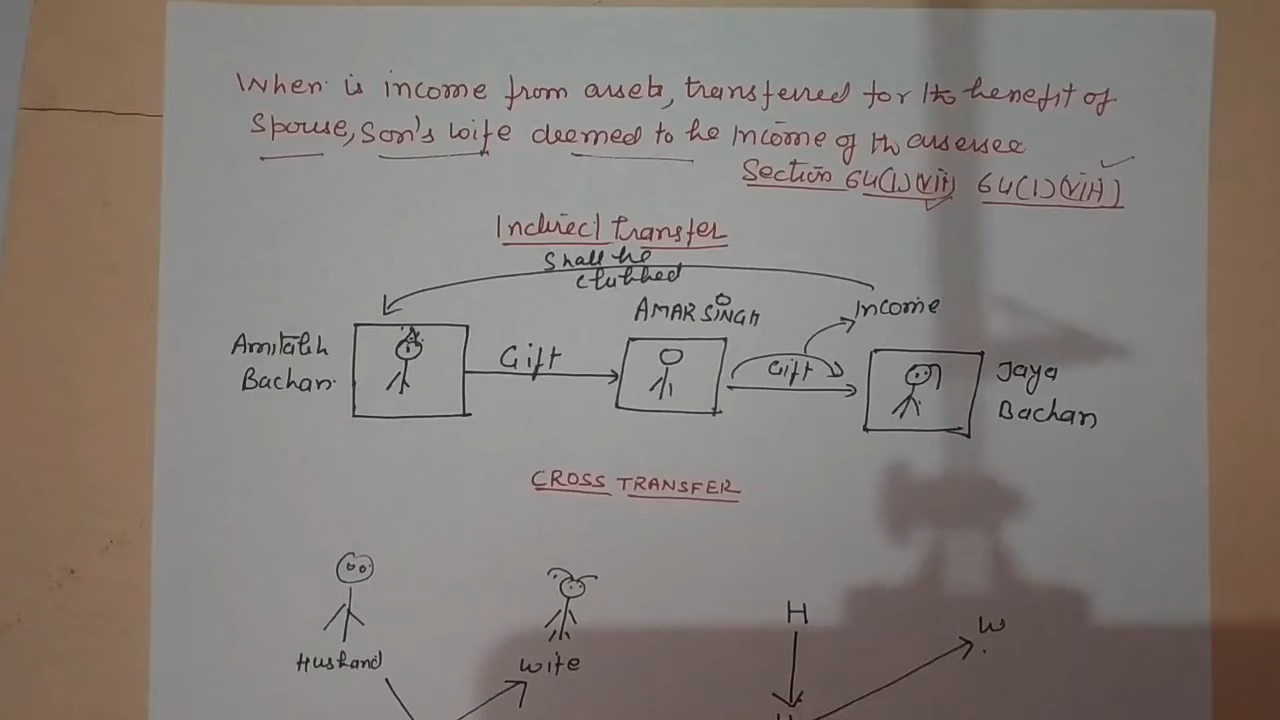 When is income from assets, transferred for the benefit of
Spouse, Son's wife deemed to be Income of the assessee
Section 64(1)(vii) 64(1)(viii)
Indirect transfer
Shall be
clubbed
Income
AMAR SINGH
Amitabh
Bachan
Gift
Gift
Jaya
Bachan
CROSS TRANSFER
H
W
Husband
wife